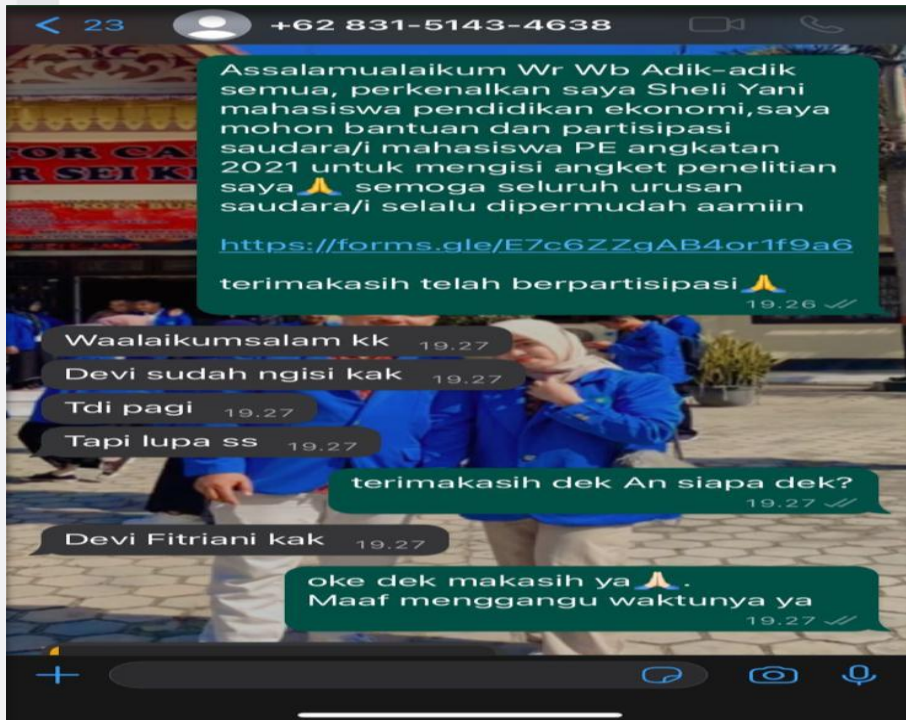 23
+62 831-5143-4638
Assalamualaikum Wr Wb Adik-adik
semua, perkenalkan saya Sheli Yani
mahasiswa pendidikan ekonomi,saya
mohon bantuan dan partisipasi
saudara/i mahasiswa PE angkatan
2021 untuk mengisi angket penelitian
saya🙏 semoga seluruh urusan
saudara/i selalu dipermudah aamiin
https://forms.gle/E7c6ZZgAB4or1f9a6
terimakasih telah berpartisipasi🙏
19.26
Waalaikumsalam kk 19.27
Devi sudah ngisi kak 19.27
Tdi pagi 19.27
Tapi lupa ss 19.27
terimakasih dek An siapa dek?
19.27
Devi Fitriani kak 19.27
oke dek makasih ya🙏🏻.
Maaf menggangu waktunya ya
19.27